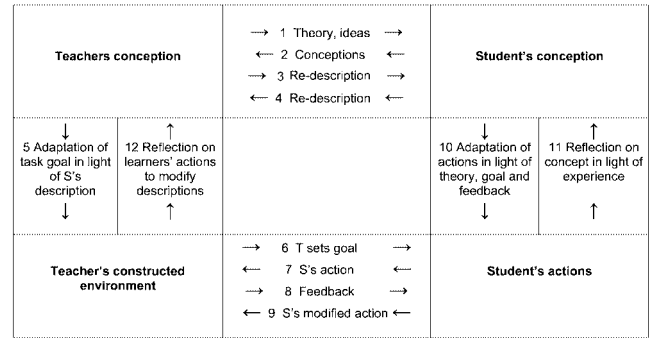 → 1 Theory, ideas →
Teachers conception
← 2 Conceptions ←
Student's conception
→ 3 Re-description →
← 4 Re-description ←
5 Adaptation of
task goal in light
of S's
description
12 Reflection on
learners' actions
to modify
descriptions
10 Adaptation of
actions in light of
theory, goal and
feedback
11 Reflection on
concept in light of
experience
→ 6 T sets goal →
Teacher's constructed
environment
← 7 S's action ←
→ 8 Feedback →
Student's actions
← 9 S's modified action ←